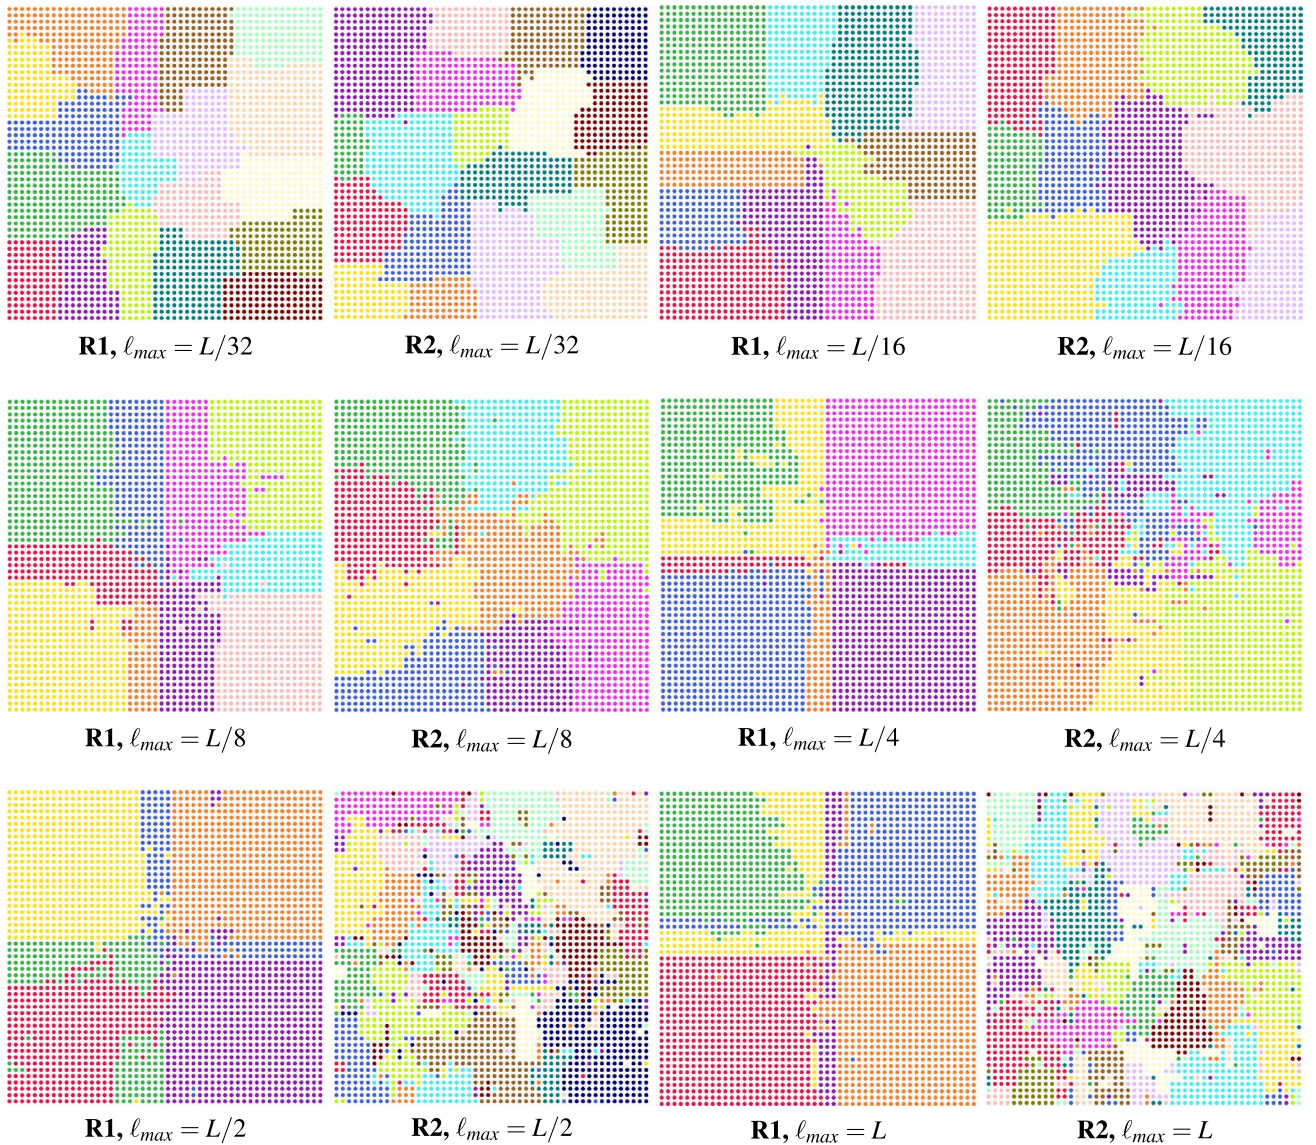 R1, ℓmax = L/32
R2, ℓmax = L/32
R1, ℓmax = L/16
R2, ℓmax = L/16
R1, ℓmax = L/8
R2, ℓmax = L/8
R1, ℓmax = L/4
R2, ℓmax = L/4
R1, ℓmax = L/2
R2, ℓmax = L/2
R1, ℓmax = L
R2, ℓmax = L